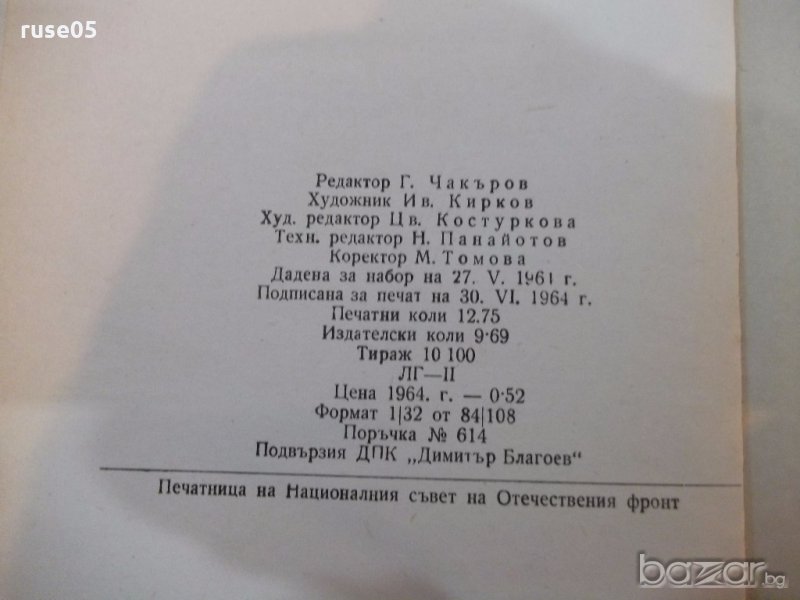 ruse05
Редактор Г. Чакъров
Художник Ив. Кирков
Худ. редактор Цв. Костуркова
Техн. редактор Н. Панайотов
Коректор М. Томова
Дадена за набор на 27. V. 1961 г.
Подписана за печат на 30. VI. 1964 г.
Печатни коли 12.75
Издателски коли 9·69
Тираж 10 100
ЛГ—II
Цена 1964. г. — 0·52
Формат 1|32 от 84|108
Поръчка № 614
Подвързия ДПК „Димитър Благоев“
Печатница на Националния съвет на Отечествения фронт
bazar.bg